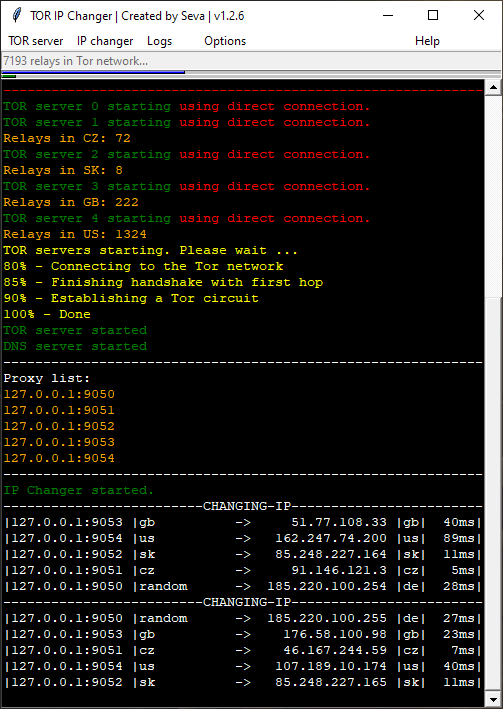 TOR IP Changer | Created by Seva | v1.2.6
TOR server IP changer Logs Options Help
7193 relays in Tor network...
------------------------------------------------------------
TOR server 0 starting using direct connection.
TOR server 1 starting using direct connection.
Relays in CZ: 72
TOR server 2 starting using direct connection.
Relays in SK: 8
TOR server 3 starting using direct connection.
Relays in GB: 222
TOR server 4 starting using direct connection.
Relays in US: 1324
TOR servers starting. Please wait ...
80% - Connecting to the Tor network
85% - Finishing handshake with first hop
90% - Establishing a Tor circuit
100% - Done
TOR server started
DNS server started
------------------------------------------------------------
Proxy list:
127.0.0.1:9050
127.0.0.1:9051
127.0.0.1:9052
127.0.0.1:9053
127.0.0.1:9054
------------------------------------------------------------
IP Changer started.
-------------------------CHANGING-IP------------------------
|127.0.0.1:9053 |gb          ->     51.77.108.33 |gb|  40ms|
|127.0.0.1:9054 |us          ->   162.247.74.200 |us|  89ms|
|127.0.0.1:9052 |sk          ->   85.248.227.164 |sk|  11ms|
|127.0.0.1:9051 |cz          ->     91.146.121.3 |cz|   5ms|
|127.0.0.1:9050 |random      ->  185.220.100.254 |de|  28ms|
-------------------------CHANGING-IP------------------------
|127.0.0.1:9050 |random      ->  185.220.100.255 |de|  27ms|
|127.0.0.1:9053 |gb          ->    176.58.100.98 |gb|  23ms|
|127.0.0.1:9051 |cz          ->    46.167.244.59 |cz|   7ms|
|127.0.0.1:9054 |us          ->   107.189.10.174 |us|  40ms|
|127.0.0.1:9052 |sk          ->   85.248.227.165 |sk|  11ms|